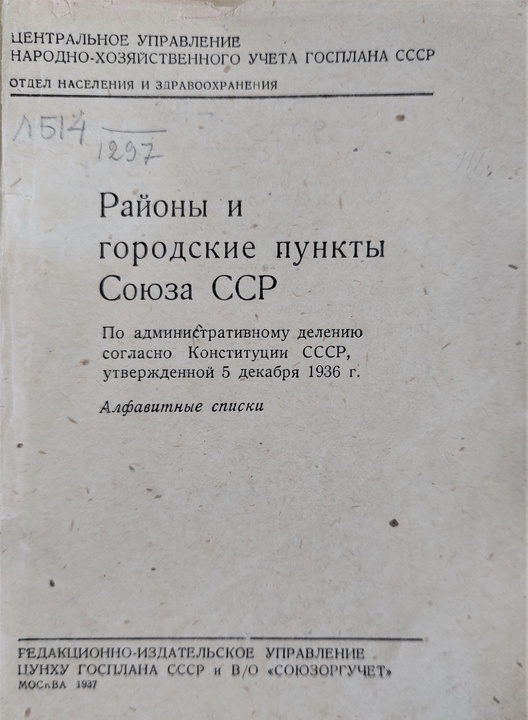 ЦЕНТРАЛЬНОЕ УПРАВЛЕНИЕ
НАРОДНО-ХОЗЯЙСТВЕННОГО УЧЕТА ГОСПЛАНА СССР
ОТДЕЛ НАСЕЛЕНИЯ И ЗДРАВООХРАНЕНИЯ
Л514
1297
Районы и
городские пункты
Союза ССР
По административному делению
согласно Конституции СССР,
утвержденной 5 декабря 1936 г.
Алфавитные списки
РЕДАКЦИОННО-ИЗДАТЕЛЬСКОЕ УПРАВЛЕНИЕ
ЦУНХУ ГОСПЛАНА СССР и В/О «СОЮЗОРГУЧЕТ»
МОСКВА 1937